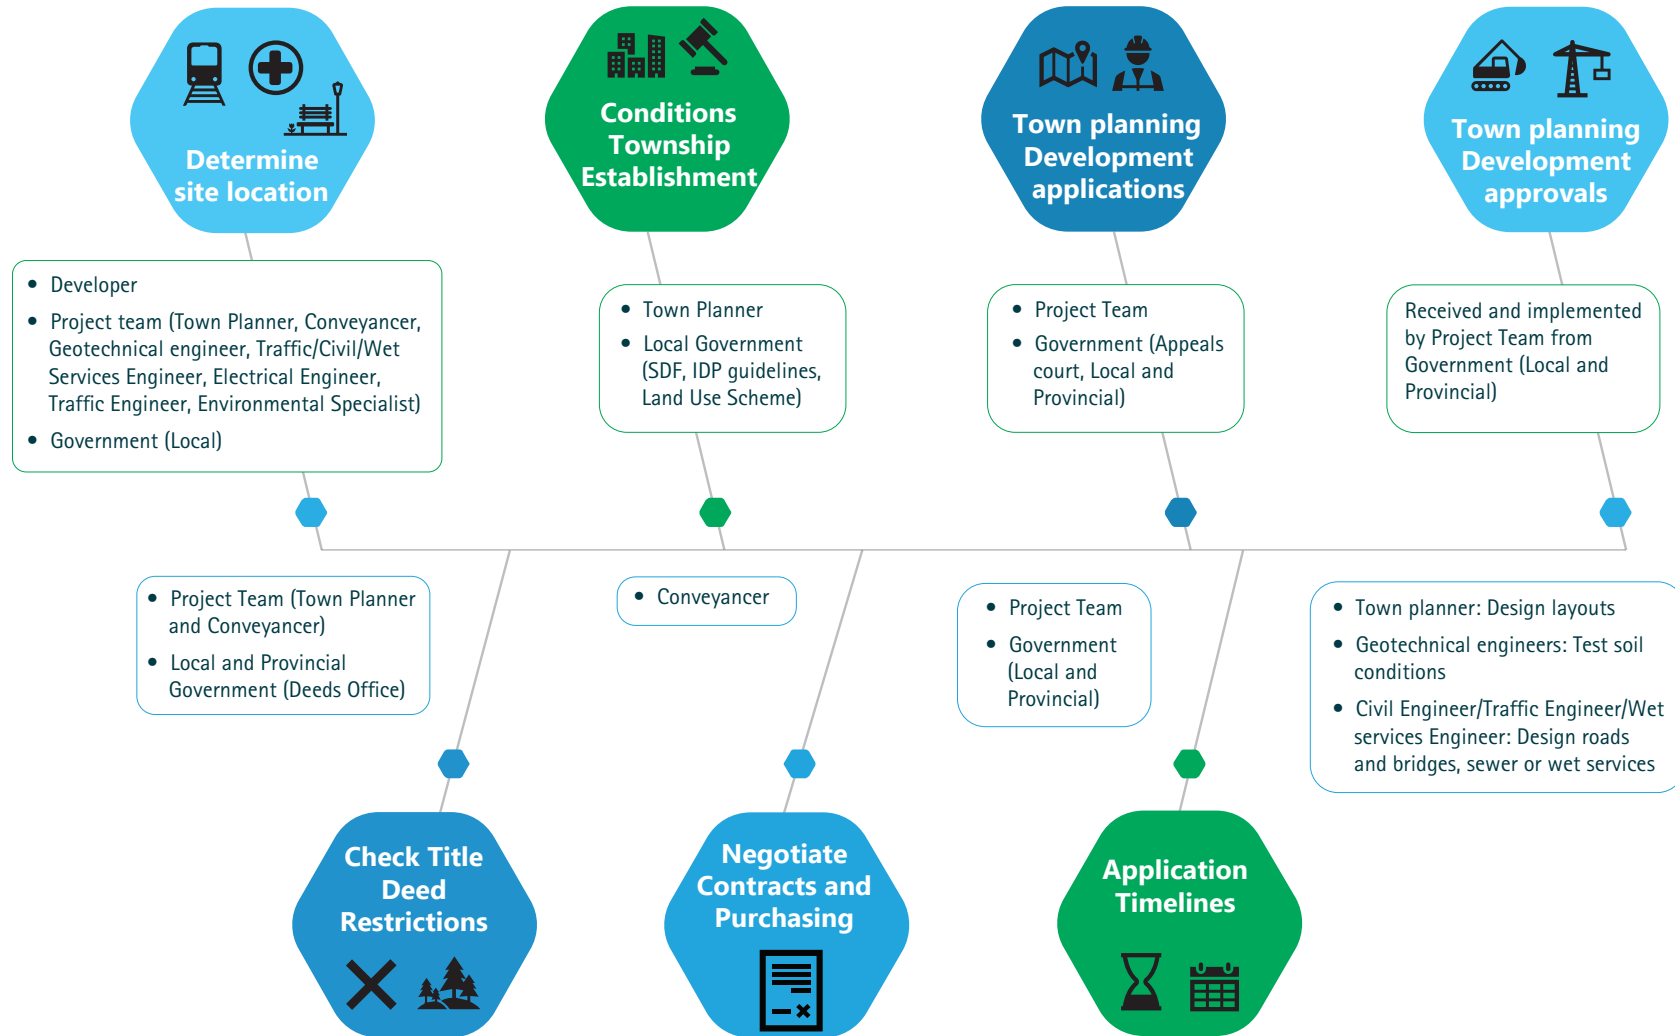 Determine
site location
Conditions
Township
Establishment
Town planning
Development
applications
Town planning
Development
approvals
• Developer
• Project team (Town Planner, Conveyancer,
Geotechnical engineer, Traffic/Civil/Wet
Services Engineer, Electrical Engineer,
Traffic Engineer, Environmental Specialist)
• Government (Local)
• Town Planner
• Local Government
(SDF, IDP guidelines,
Land Use Scheme)
• Project Team
• Government (Appeals
court, Local and
Provincial)
Received and implemented
by Project Team from
Government (Local and
Provincial)
• Project Team (Town Planner
and Conveyancer)
• Local and Provincial
Government (Deeds Office)
• Conveyancer
• Project Team
• Government
(Local and
Provincial)
• Town planner: Design layouts
• Geotechnical engineers: Test soil
conditions
• Civil Engineer/Traffic Engineer/Wet
services Engineer: Design roads
and bridges, sewer or wet services
Check Title
Deed
Restrictions
Negotiate
Contracts and
Purchasing
Application
Timelines